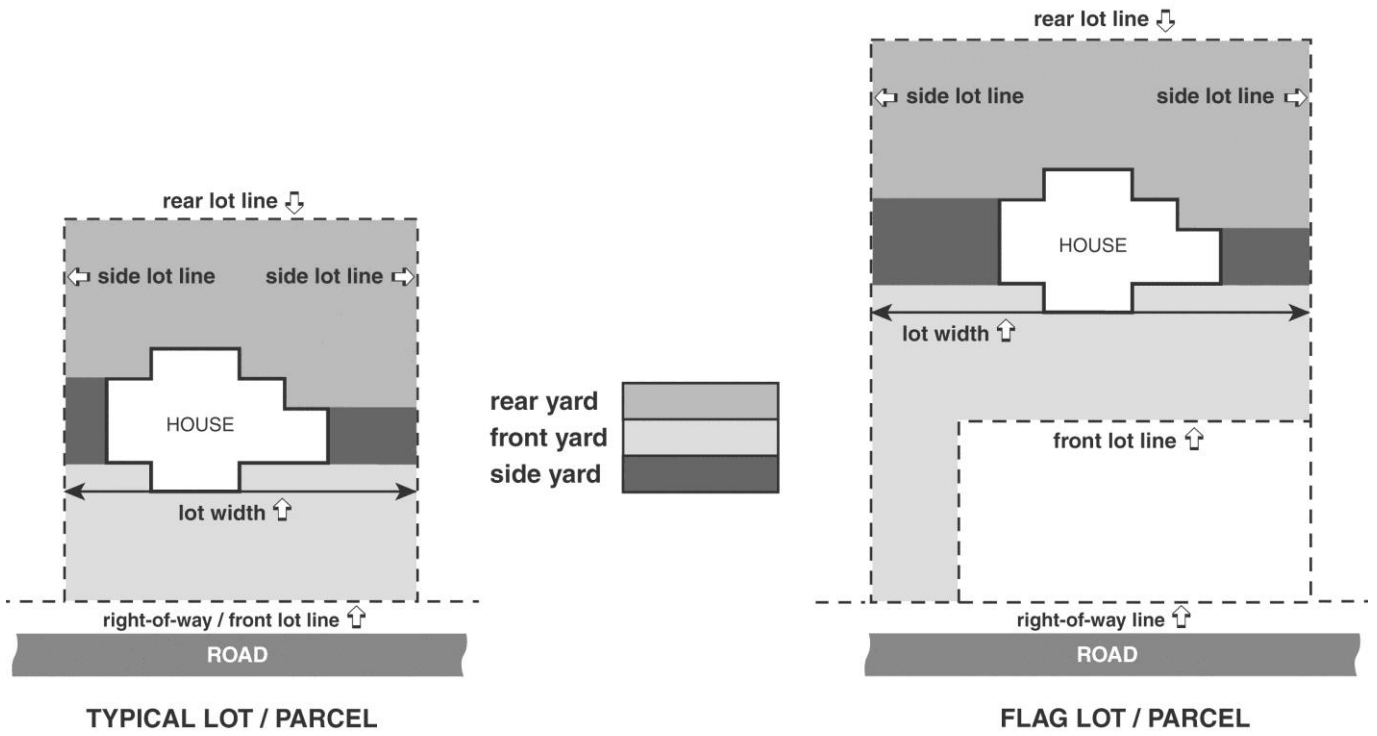 rear lot line
side lot line
side lot line
HOUSE
lot width
right-of-way / front lot line
ROAD
TYPICAL LOT / PARCEL
rear yard
front yard
side yard
rear lot line
side lot line
side lot line
HOUSE
lot width
front lot line
right-of-way line
ROAD
FLAG LOT / PARCEL